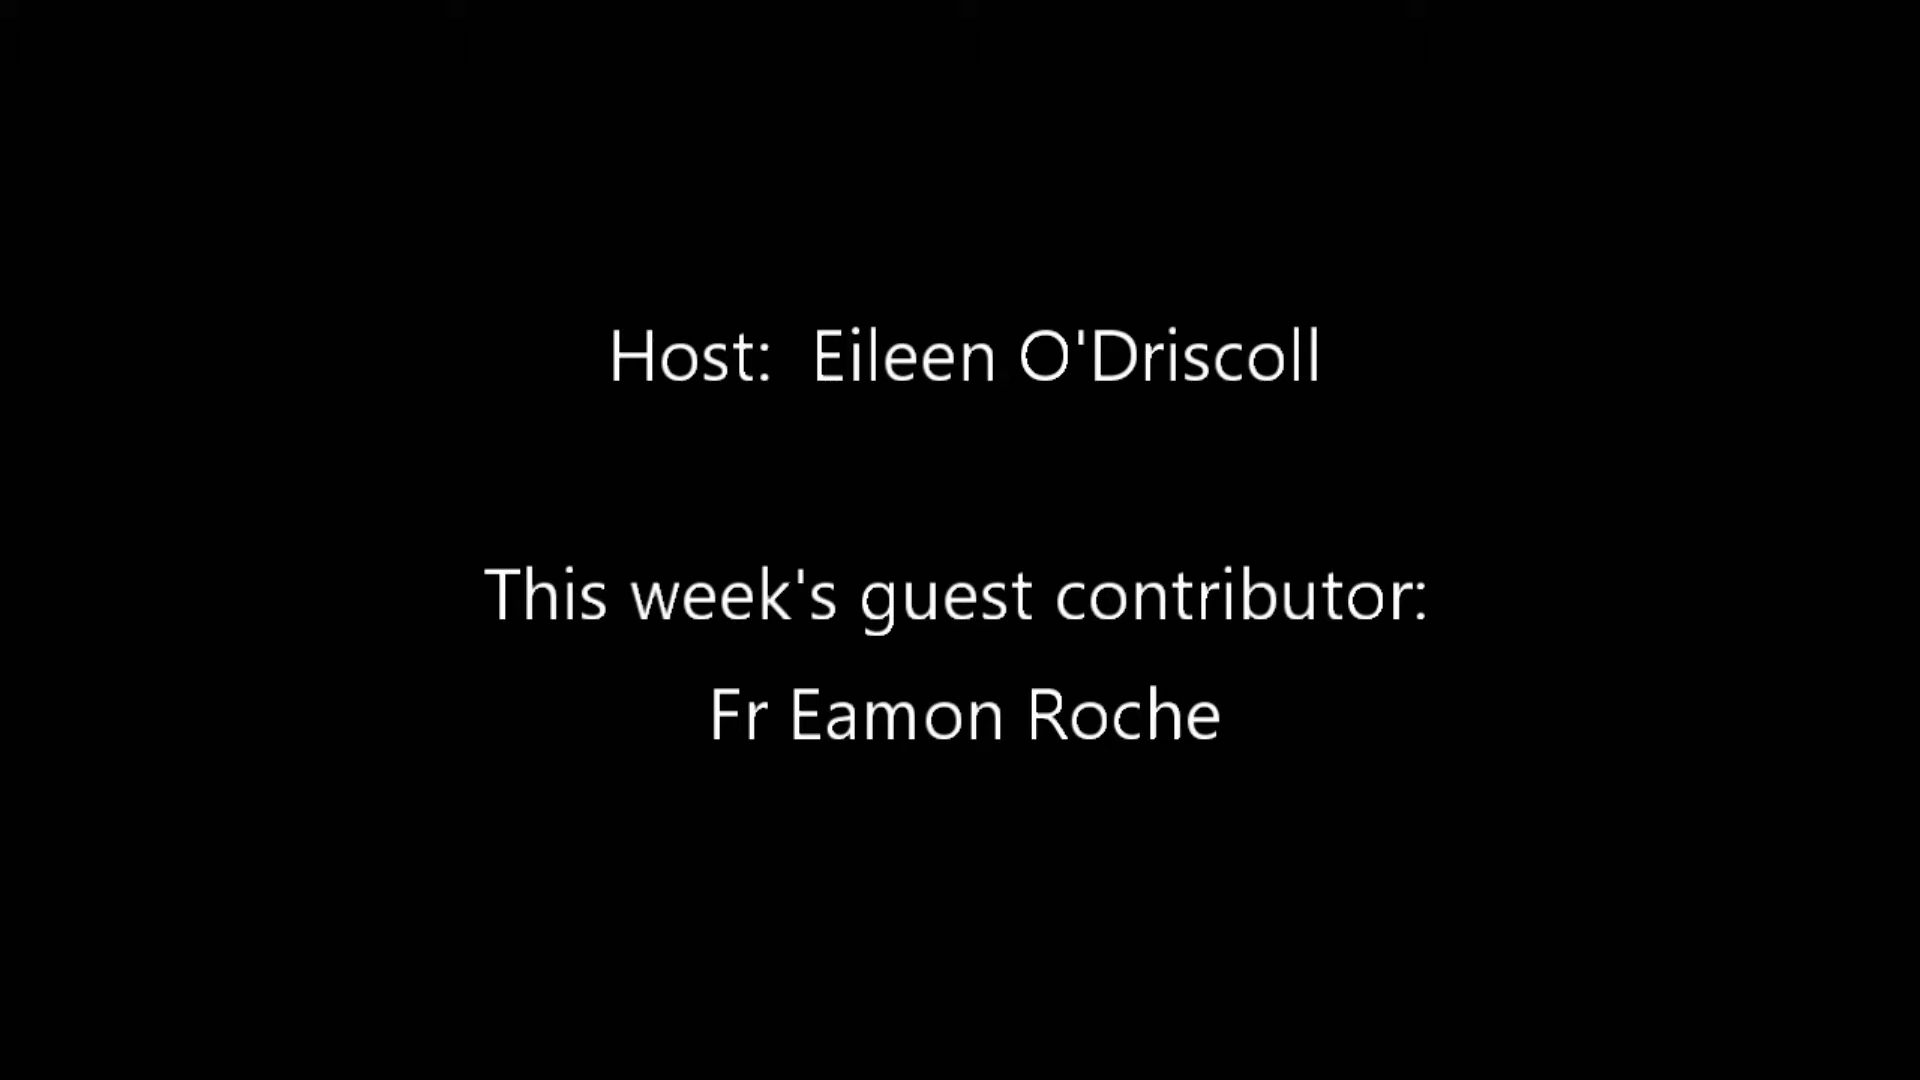 Host:  Eileen O'Driscoll
This week's guest contributor:
Fr Eamon Roche